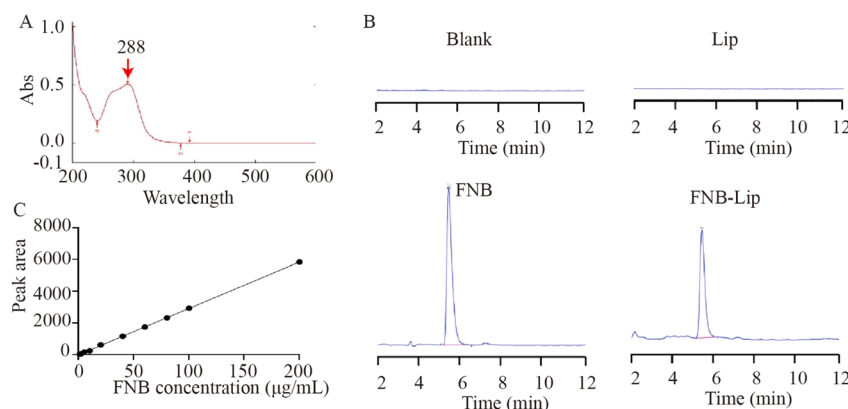 A
1.0
288
Abs
0.5
0.0
-0.1
200 300 400 500 600
Wavelength
B
Blank
2 4 6 8 10 12
Time (min)
Lip
2 4 6 8 10 12
Time (min)
FNB
2 4 6 8 10 12
Time (min)
FNB-Lip
2 4 6 8 10 12
Time (min)
C
Peak area
8000
6000
4000
2000
0
0 50 100 150 200
FNB concentration (μg/mL)